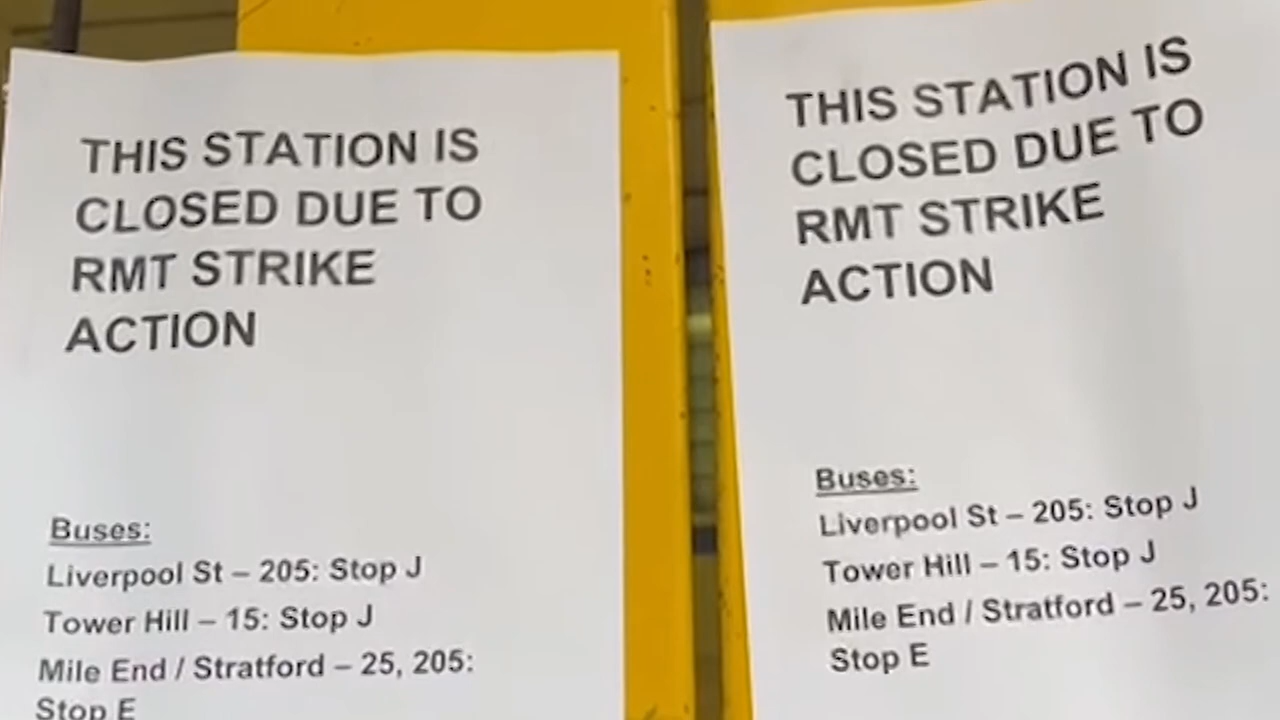 THIS STATION IS
CLOSED DUE TO
RMT STRIKE
ACTION
Buses:
Liverpool St – 205: Stop J
Tower Hill – 15: Stop J
Mile End / Stratford – 25, 205:
Stop E
THIS STATION IS
CLOSED DUE TO
RMT STRIKE
ACTION
Buses:
Liverpool St – 205: Stop J
Tower Hill – 15: Stop J
Mile End / Stratford – 25, 205:
Stop E